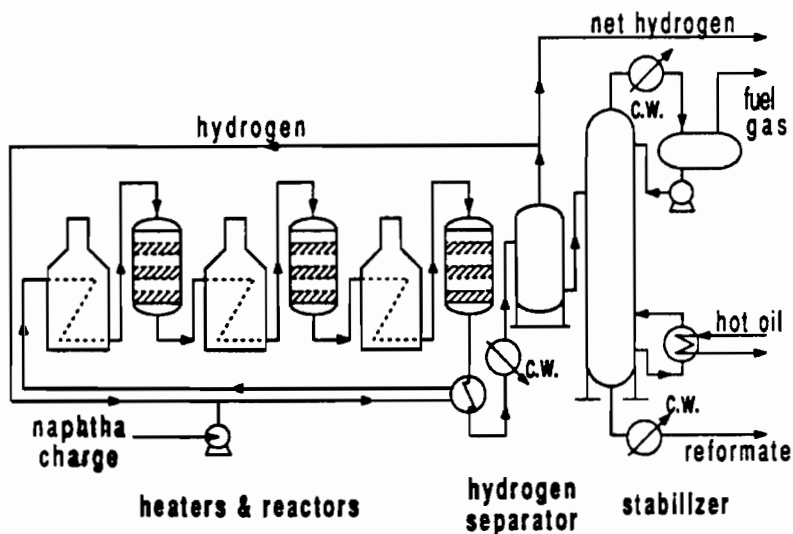 net hydrogen
C.W.
fuel
gas
hydrogen
hot oil
C.W.
C.W.
naphtha
charge
reformate
heaters & reactors
hydrogen
separator
stabilizer